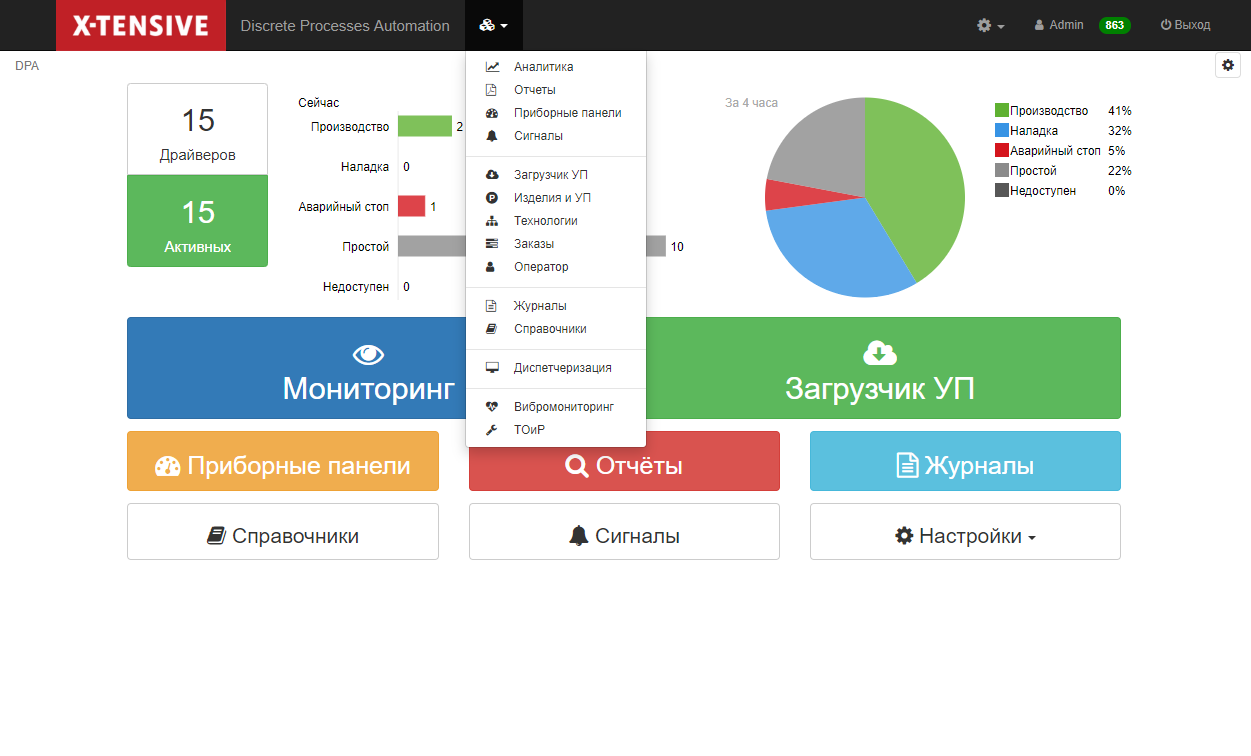 X-TENSIVE
Discrete Processes Automation
Admin
863
Выход
DPA
Аналитика
Отчеты
Приборные панели
Сигналы
Загрузчик УП
Изделия и УП
Технологии
Заказы
Оператор
Журналы
Справочники
Диспетчеризация
Вибромониторинг
ТОиР
15
Драйверов
15
Активных
Сейчас
Производство 2
Наладка 0
Аварийный стоп 1
Простой 10
Недоступен 0
За 4 часа
Производство 41%
Наладка 32%
Аварийный стоп 5%
Простой 22%
Недоступен 0%
Мониторинг
Загрузчик УП
Приборные панели
Отчёты
Журналы
Справочники
Сигналы
Настройки